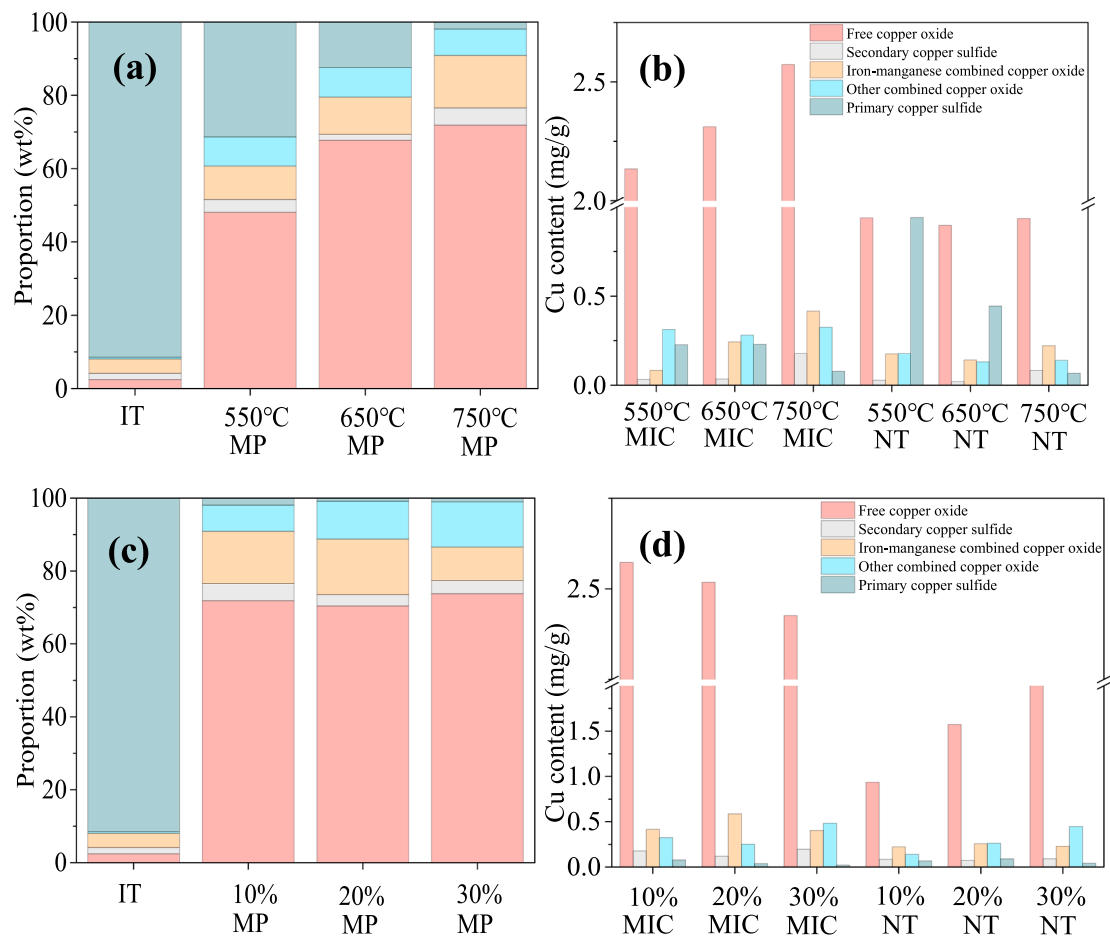 (a)
Proportion (wt%)
100
80
60
40
20
0
IT
550℃
MP
650℃
MP
750℃
MP
(b)
Cu content (mg/g)
2.5
2.0
0.5
0.0
Free copper oxide
Secondary copper sulfide
Iron-manganese combined copper oxide
Other combined copper oxide
Primary copper sulfide
550℃
MIC
650℃
MIC
750℃
MIC
550℃
NT
650℃
NT
750℃
NT
(c)
Proportion (wt%)
100
80
60
40
20
0
IT
10%
MP
20%
MP
30%
MP
(d)
Cu content (mg/g)
2.5
1.5
1.0
0.5
0.0
Free copper oxide
Secondary copper sulfide
Iron-manganese combined copper oxide
Other combined copper oxide
Primary copper sulfide
10%
MIC
20%
MIC
30%
MIC
10%
NT
20%
NT
30%
NT